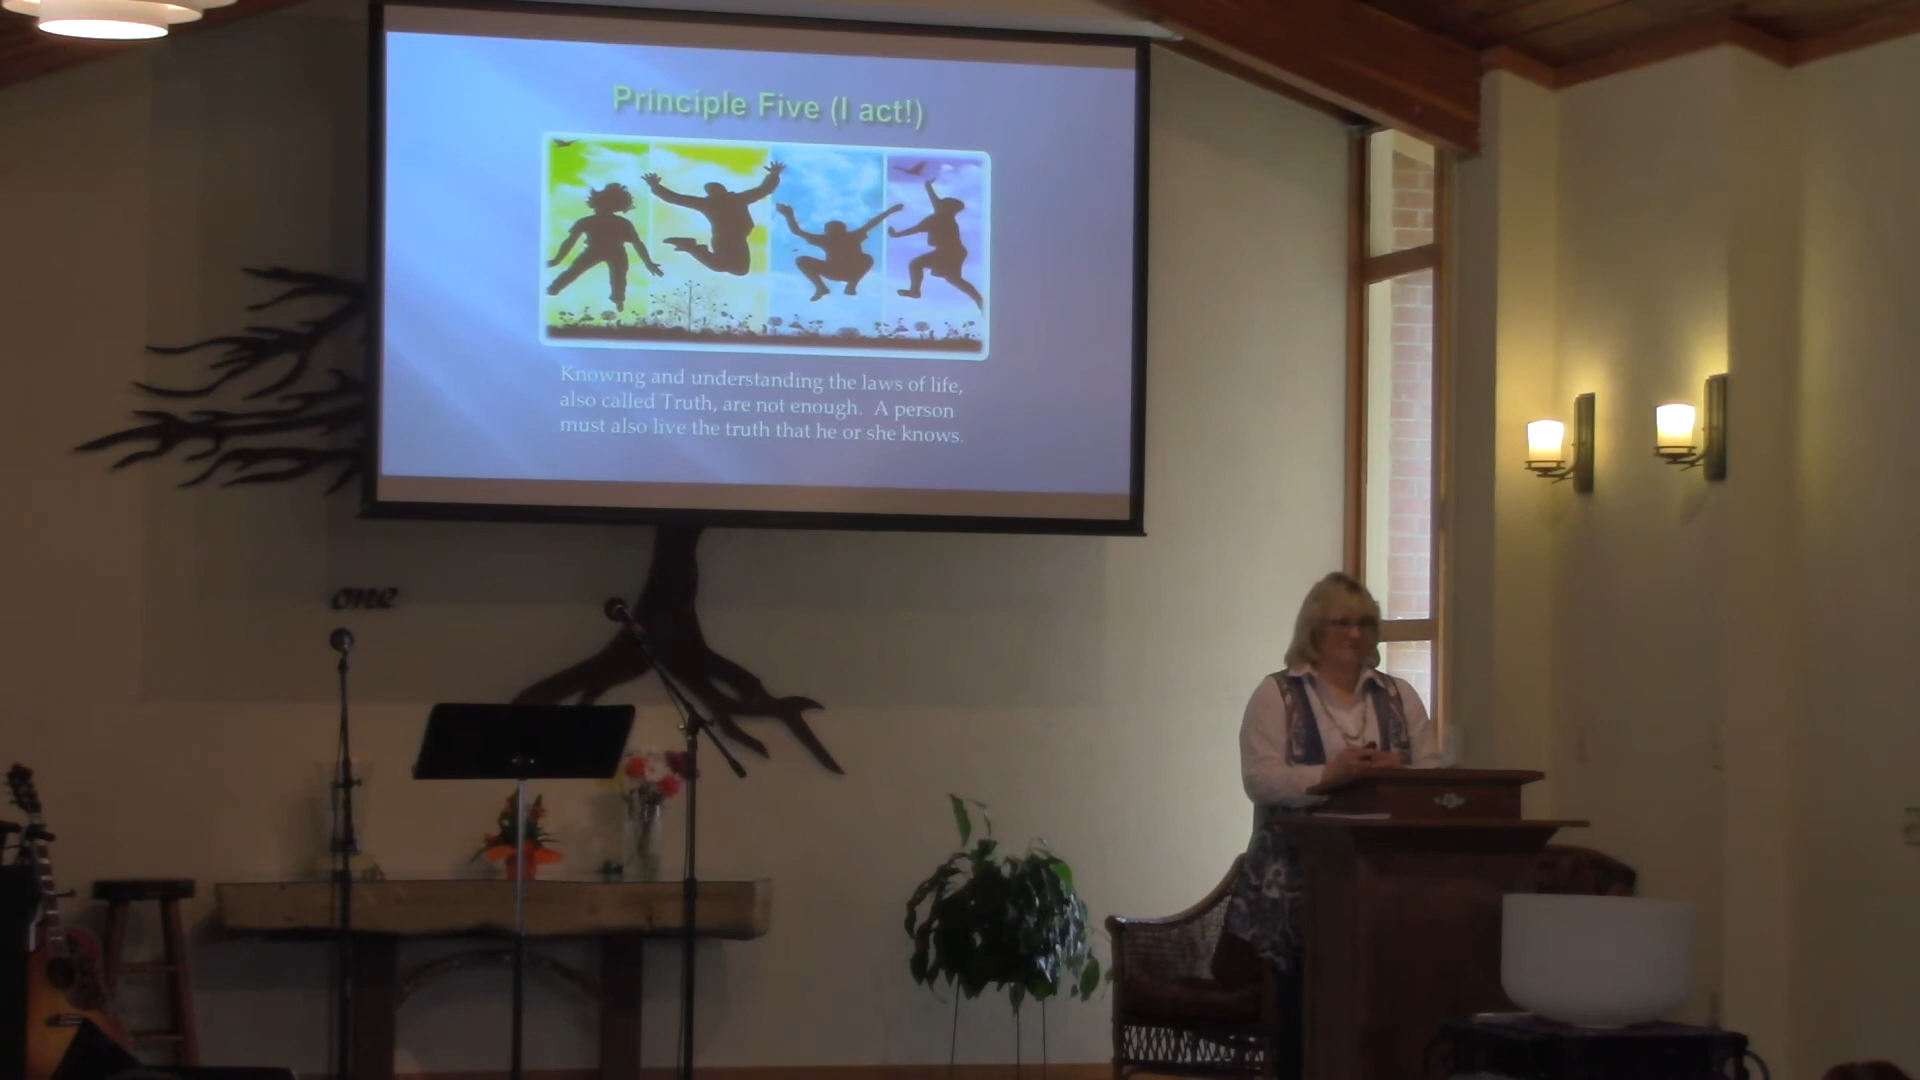 Principle Five (I act!)
Knowing and understanding the laws of life,
also called Truth, are not enough.  A person
must also live the truth that he or she knows.
one